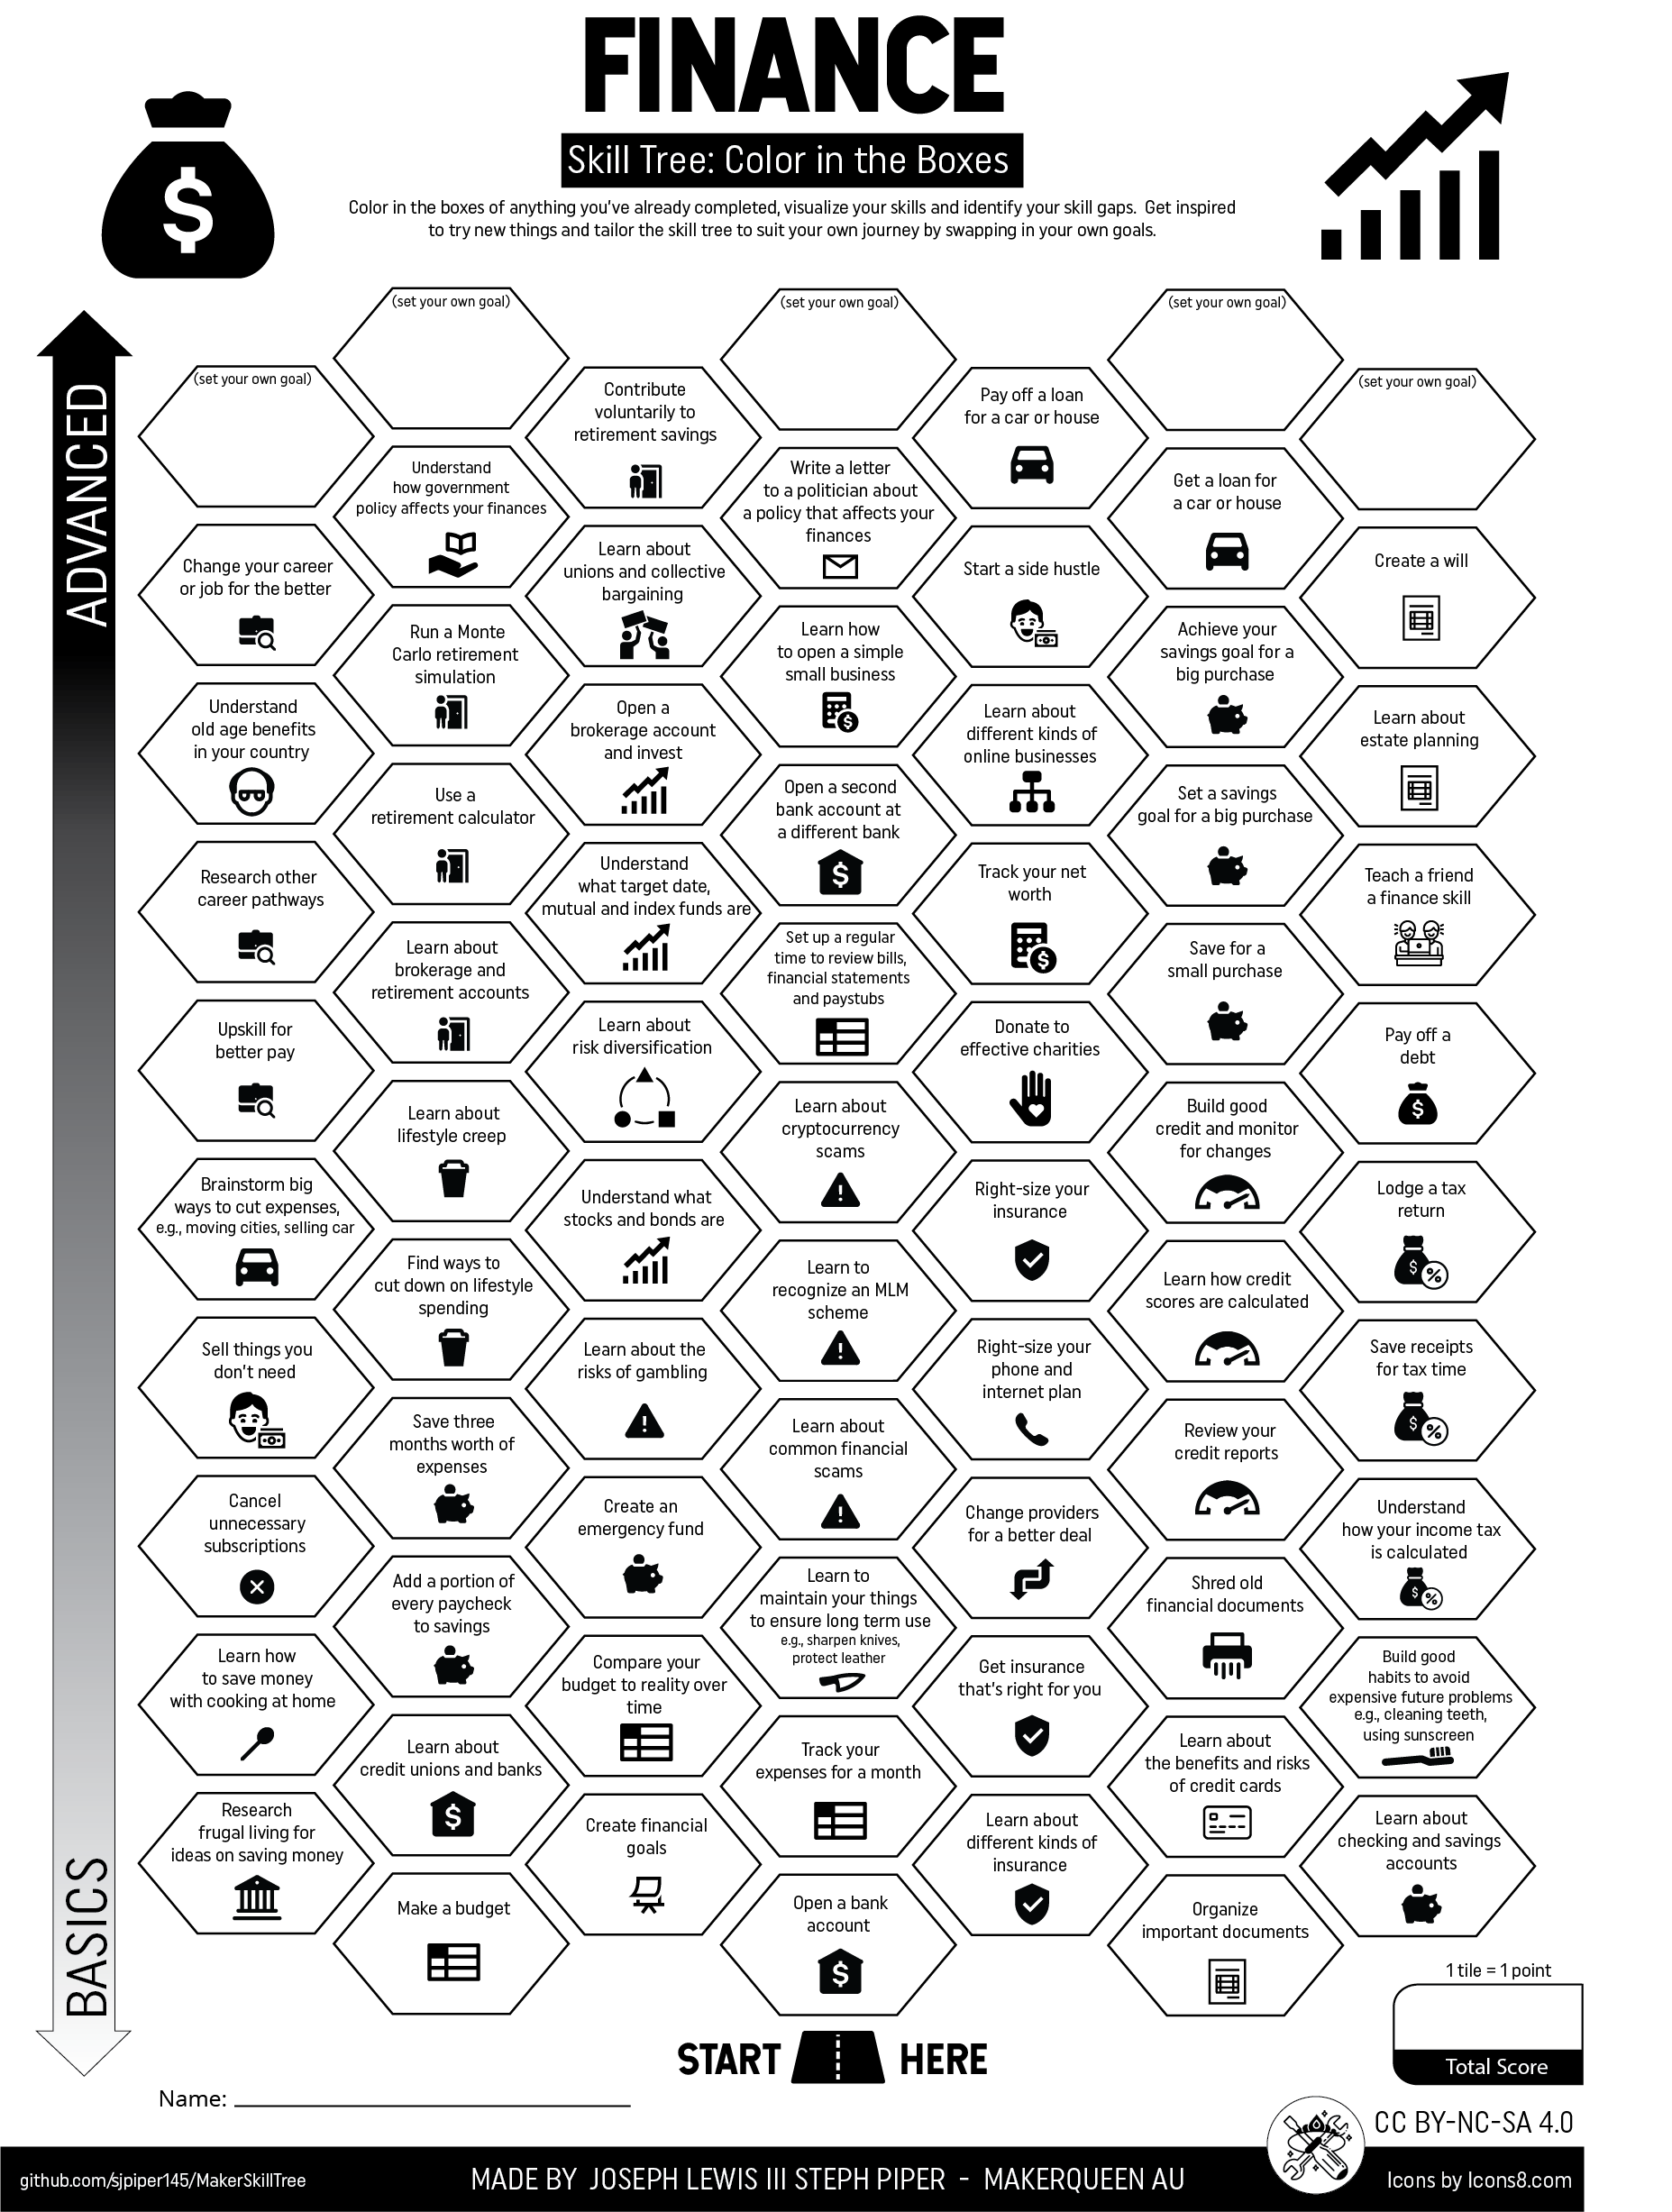 FINANCE
Skill Tree: Color in the Boxes
Color in the boxes of anything you've already completed, visualize your skills and identify your skill gaps. Get inspired
to try new things and tailor the skill tree to suit your own journey by swapping in your own goals.
ADVANCED
BASICS
(set your own goal)
(set your own goal)
(set your own goal)
(set your own goal)
(set your own goal)
Contribute
voluntarily to
retirement savings
Pay off a loan
for a car or house
Understand
how government
policy affects your finances
Write a letter
to a politician about
a policy that affects your
finances
Get a loan for
a car or house
Change your career
or job for the better
Learn about
unions and collective
bargaining
Start a side hustle
Create a will
Run a Monte
Carlo retirement
simulation
Learn how
to open a simple
small business
Achieve your
savings goal for a
big purchase
Understand
old age benefits
in your country
Open a
brokerage account
and invest
Learn about
different kinds of
online businesses
Learn about
estate planning
Use a
retirement calculator
Open a second
bank account at
a different bank
Set a savings
goal for a big purchase
Research other
career pathways
Understand
what target date,
mutual and index funds are
Track your net
worth
Teach a friend
a finance skill
Learn about
brokerage and
retirement accounts
Set up a regular
time to review bills,
financial statements
and paystubs
Save for a
small purchase
Upskill for
better pay
Learn about
risk diversification
Donate to
effective charities
Pay off a
debt
Learn about
lifestyle creep
Learn about
cryptocurrency
scams
Build good
credit and monitor
for changes
Brainstorm big
ways to cut expenses,
e.g., moving cities, selling car
Understand what
stocks and bonds are
Right-size your
insurance
Lodge a tax
return
Find ways to
cut down on lifestyle
spending
Learn to
recognize an MLM
scheme
Learn how credit
scores are calculated
Sell things you
don't need
Learn about the
risks of gambling
Right-size your
phone and
internet plan
Save receipts
for tax time
Save three
months worth of
expenses
Learn about
common financial
scams
Review your
credit reports
Cancel
unnecessary
subscriptions
Create an
emergency fund
Change providers
for a better deal
Understand
how your income tax
is calculated
Add a portion of
every paycheck
to savings
Learn to
maintain your things
to ensure long term use
e.g., sharpen knives,
protect leather
Shred old
financial documents
Learn how
to save money
with cooking at home
Compare your
budget to reality over
time
Get insurance
that's right for you
Build good
habits to avoid
expensive future problems
e.g., cleaning teeth,
using sunscreen
Learn about
credit unions and banks
Track your
expenses for a month
Learn about
the benefits and risks
of credit cards
Research
frugal living for
ideas on saving money
Create financial
goals
Learn about
different kinds of
insurance
Learn about
checking and savings
accounts
Make a budget
Open a bank
account
Organize
important documents
1 tile = 1 point
Total Score
START HERE
Name:
CC BY-NC-SA 4.0
github.com/sjpiper145/MakerSkillTree
MADE BY JOSEPH LEWIS III STEPH PIPER - MAKERQUEEN AU
Icons by Icons8.com